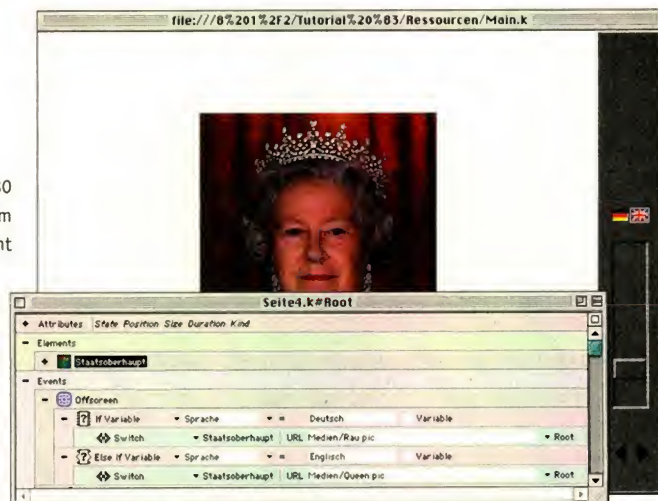 file:///8%201%2F2/Tutorial%20%83/Ressourcen/Main.k
Seite4.k#Root
Attributes State Position Size Duration Kind
Elements
Staatsoberhaupt
Events
Offscreen
If Variable Sprache = Deutsch Variable
Switch Staatsoberhaupt URL Medien/Rau.pic Root
Else If Variable Sprache = Englisch Variable
Switch Staatsoberhaupt URL Medien/Queen.pic Root